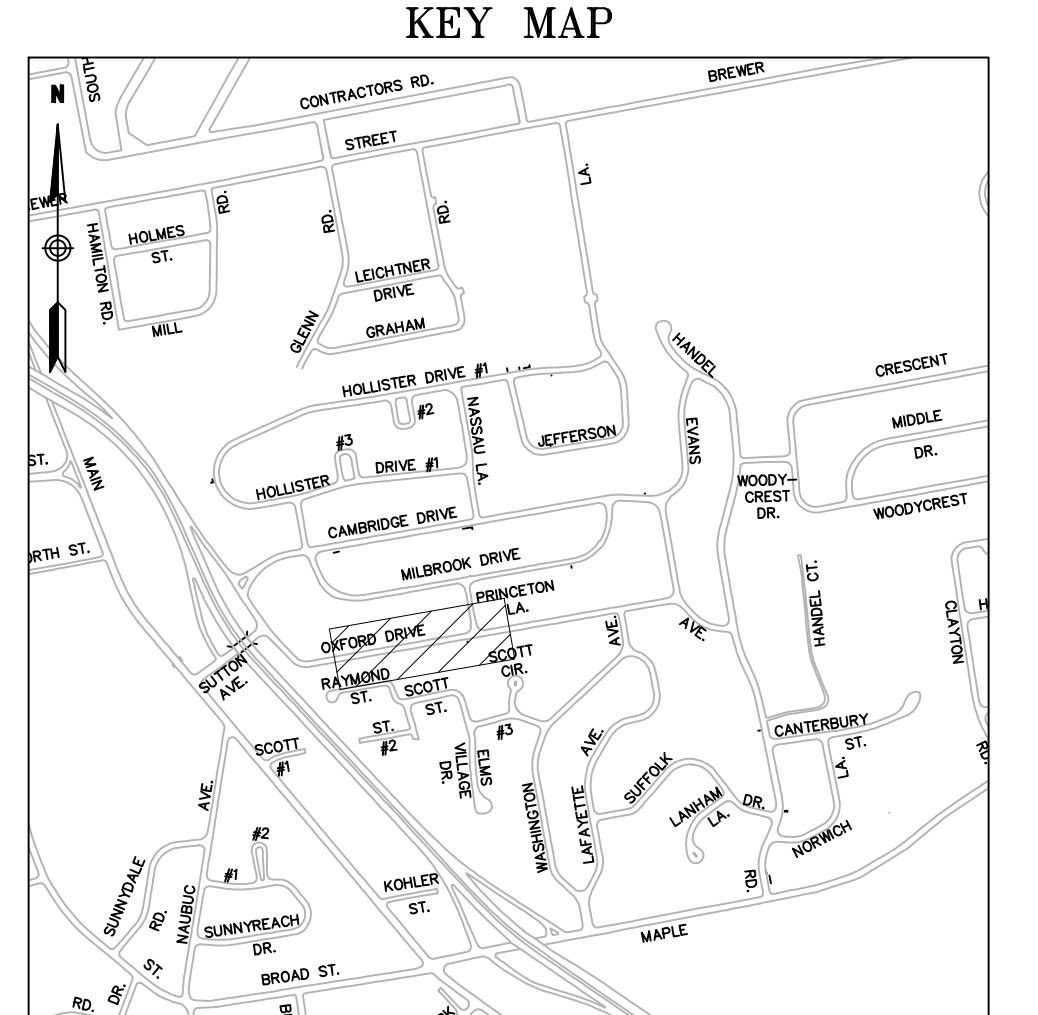 KEY MAP
N
SOUTH
CONTRACTORS RD.
BREWER
STREET
LA.
EWER
RD.
RD.
RD.
HAMILTON RD.
HOLMES
ST.
LEICHTNER
DRIVE
MILL
GLENN
GRAHAM
HANDEL
HOLLISTER DRIVE #1
#2
CRESCENT
NASSAU LA.
MIDDLE
DR.
#3
JEFFERSON
EVANS
ST.
MAIN
DRIVE #1
HOLLISTER
WOODY-
CREST
DR.
WOODYCREST
CAMBRIDGE DRIVE
ORTH ST.
MILBROOK DRIVE
HANDEL CT.
PRINCETON
LA.
CLAYTON
H
OXFORD DRIVE
AVE.
AVE.
SUTTON
AVE.
RAYMOND
ST.
SCOTT
CIR.
SCOTT
ST.
ST.
#2
#3
CANTERBURY
ST.
SCOTT
#1
VILLAGE
DR.
ELMS
AVE.
LA.
RD.
AVE.
SUFFOLK
LANHAM
LA.
DR.
WASHINGTON
LAFAYETTE
NORWICH
#2
#1
SUNNYDALE
RD.
NAUBUC
KOHLER
ST.
RD.
SUNNYREACH
DR.
MAPLE
ST.
BROAD ST.
RD.
DR.